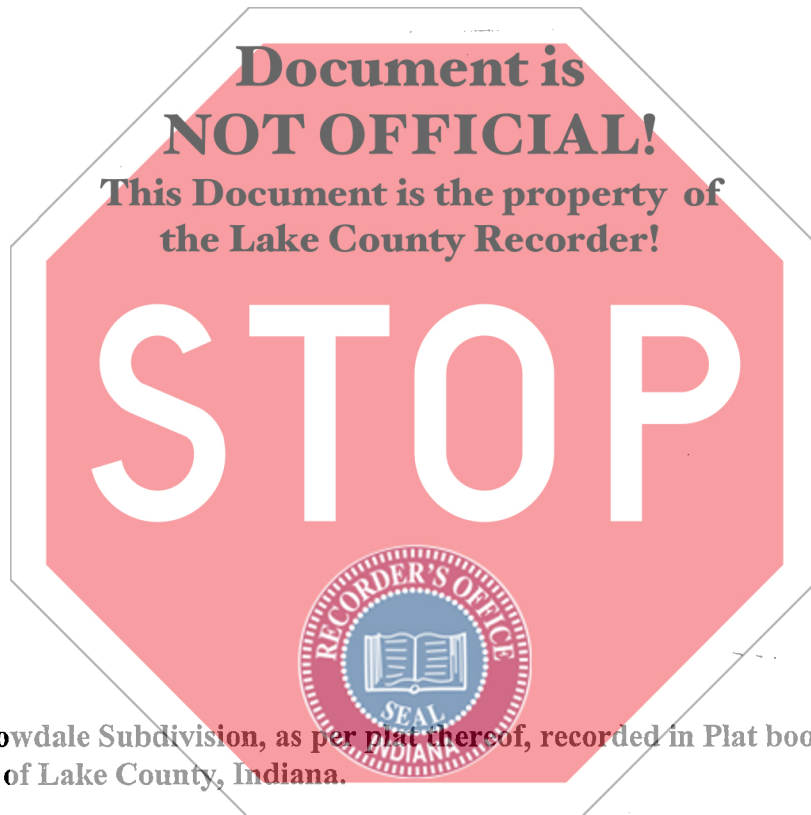 Document is
NOT OFFICIAL!
This Document is the property of
the Lake County Recorder!
STOP
RECORDER'S OFFICE
SEAL
INDIANA
owdale Subdivision, as per plat thereof, recorded in Plat boo
of Lake County, Indiana.